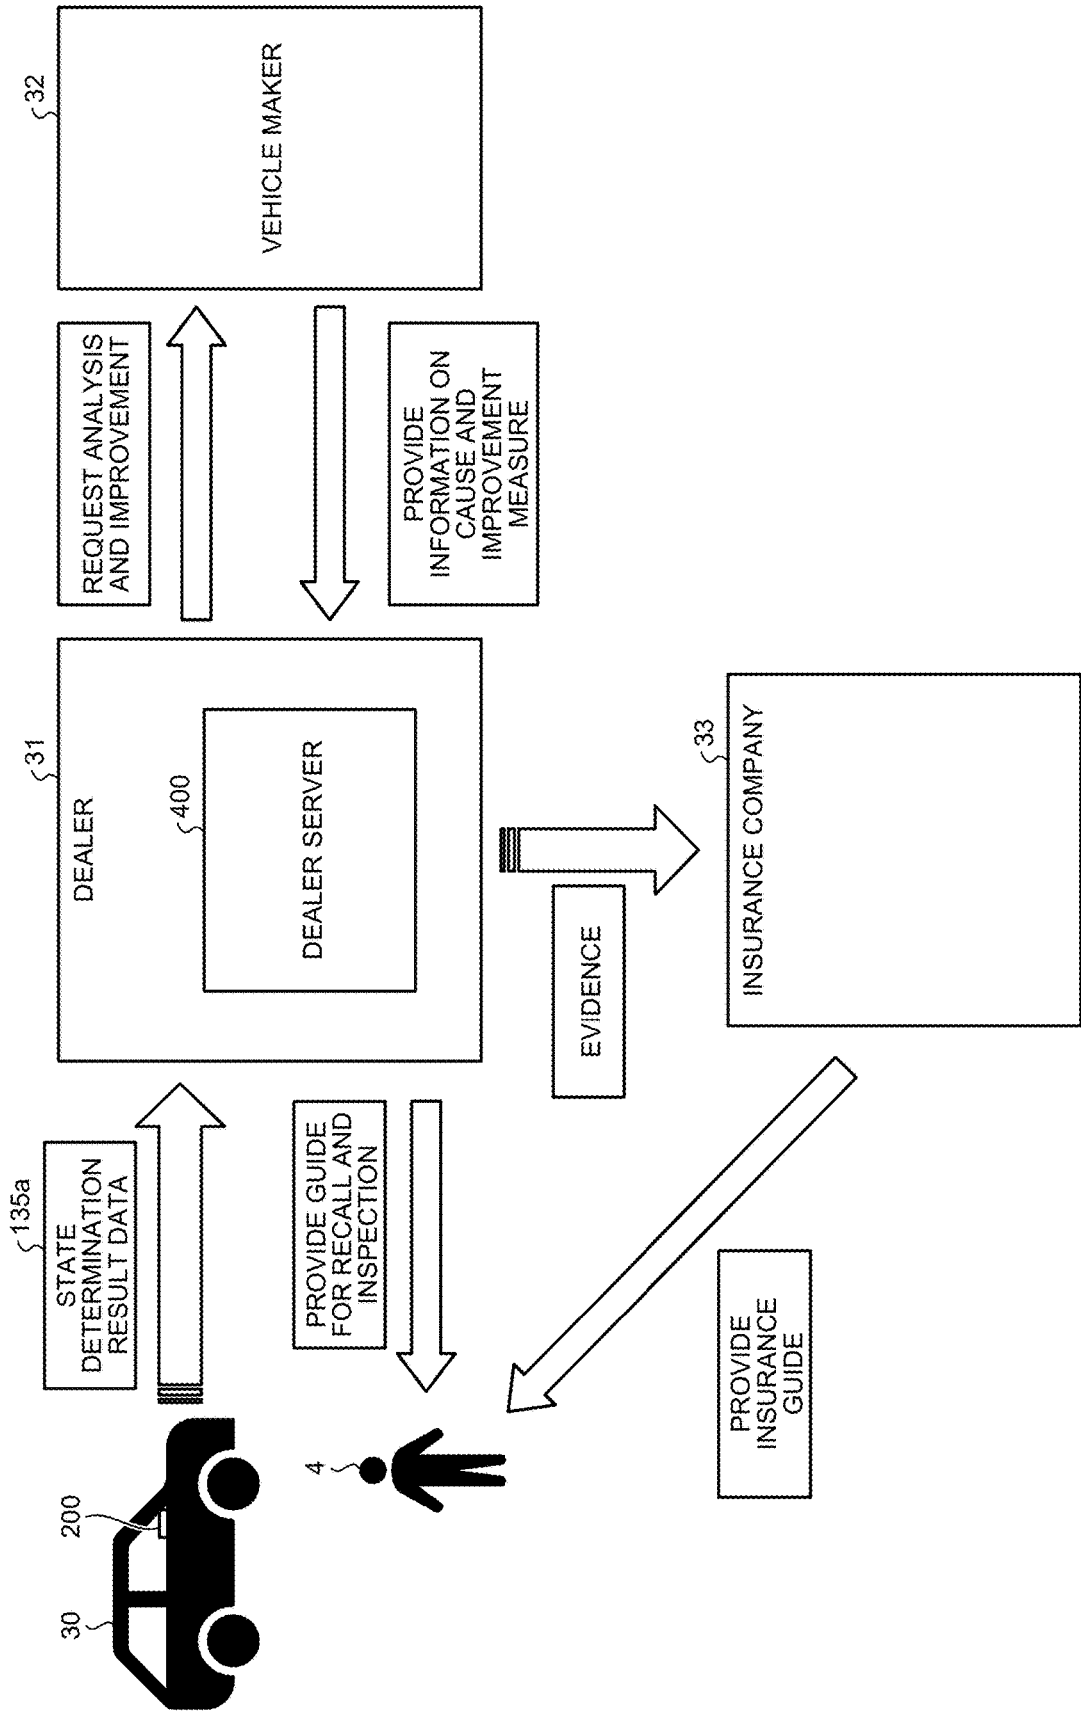 30
200
135a
STATE
DETERMINATION
RESULT DATA
4
PROVIDE GUIDE
FOR RECALL AND
INSPECTION
31
DEALER
400
DEALER SERVER
REQUEST ANALYSIS
AND IMPROVEMENT
PROVIDE
INFORMATION ON
CAUSE AND
IMPROVEMENT
MEASURE
32
VEHICLE MAKER
EVIDENCE
33
INSURANCE COMPANY
PROVIDE
INSURANCE
GUIDE